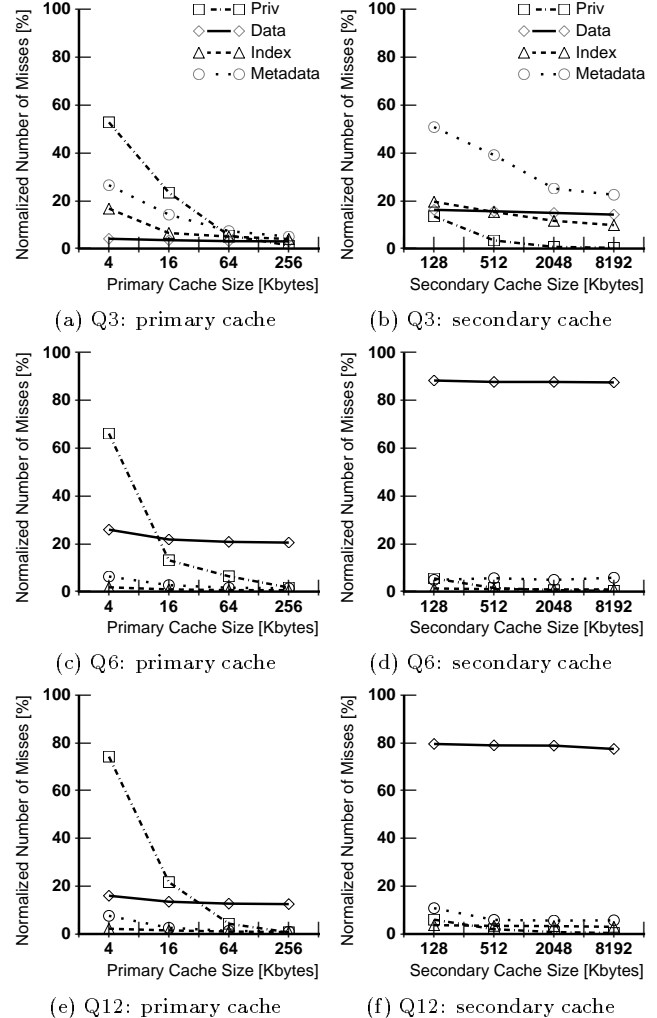 Normalized Number of Misses [%]
100
80
60
40
20
0
4 16 64 256
Primary Cache Size [Kbytes]
Priv
Data
Index
Metadata
(a) Q3: primary cache
Normalized Number of Misses [%]
100
80
60
40
20
0
128 512 2048 8192
Secondary Cache Size [Kbytes]
Priv
Data
Index
Metadata
(b) Q3: secondary cache
Normalized Number of Misses [%]
100
80
60
40
20
0
4 16 64 256
Primary Cache Size [Kbytes]
(c) Q6: primary cache
Normalized Number of Misses [%]
100
80
60
40
20
0
128 512 2048 8192
Secondary Cache Size [Kbytes]
(d) Q6: secondary cache
Normalized Number of Misses [%]
100
80
60
40
20
0
4 16 64 256
Primary Cache Size [Kbytes]
(e) Q12: primary cache
Normalized Number of Misses [%]
100
80
60
40
20
0
128 512 2048 8192
Secondary Cache Size [Kbytes]
(f) Q12: secondary cache